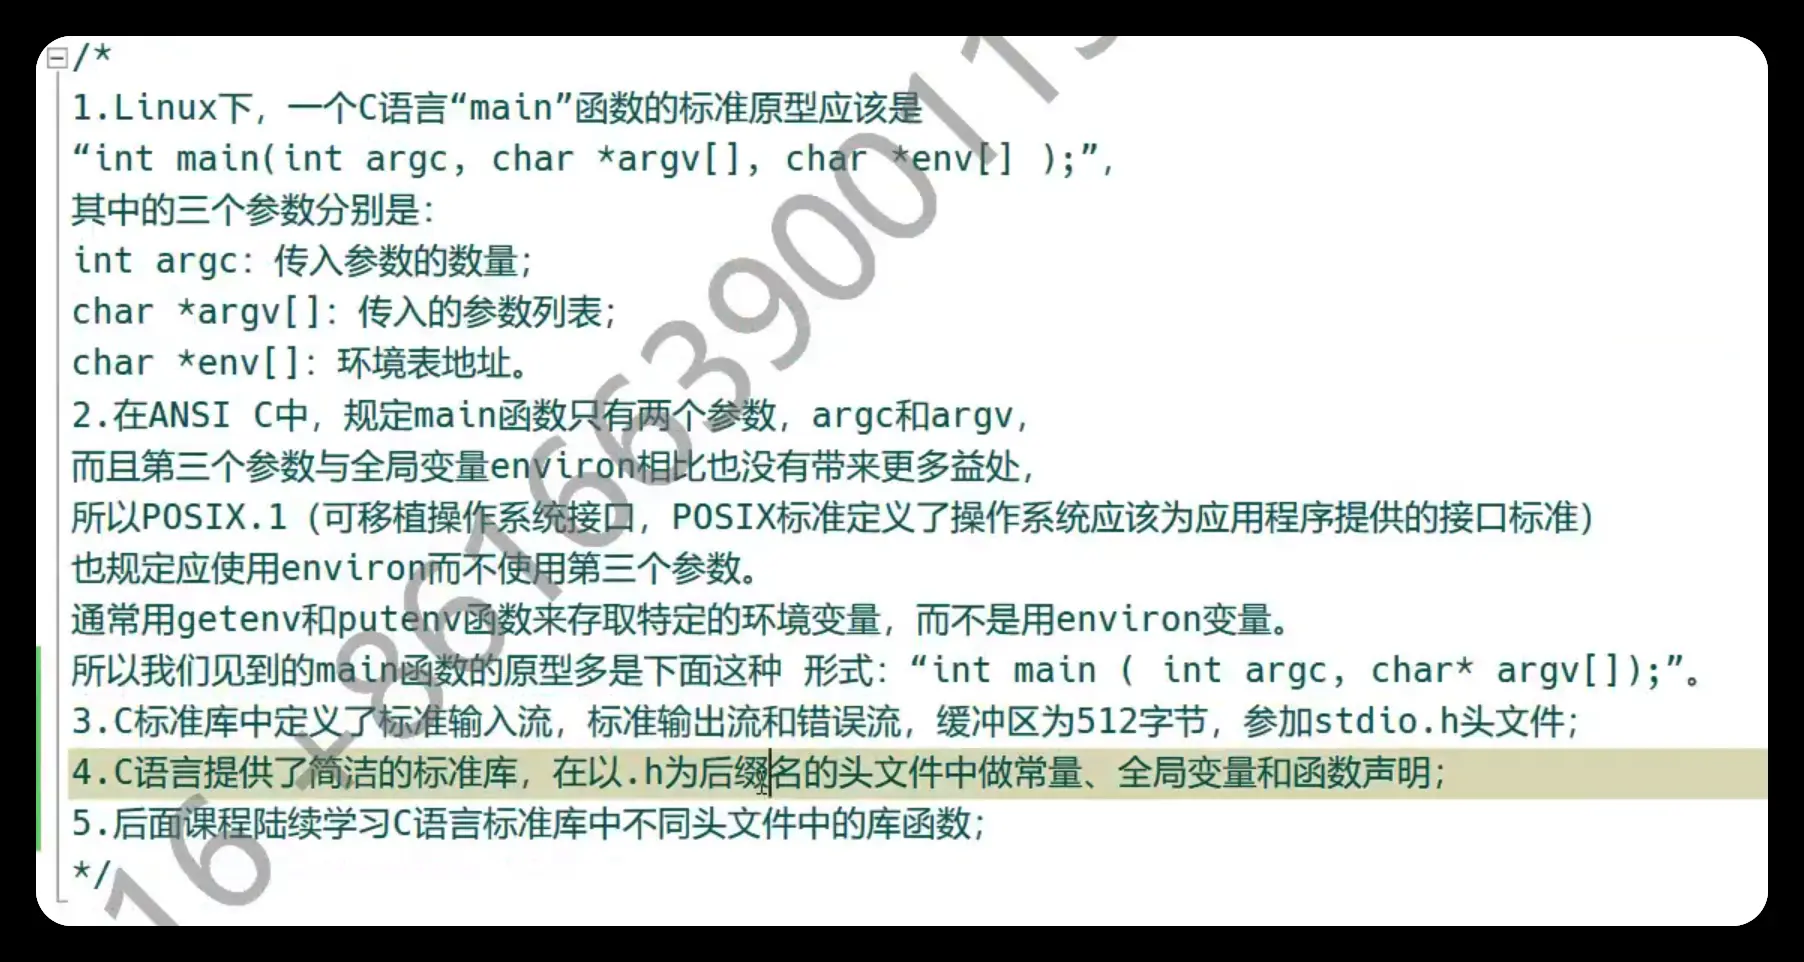 /*
1.Linux下，一个C语言“main”函数的标准原型应该是
“int main(int argc, char *argv[], char *env[] );”,
其中的三个参数分别是：
int argc：传入参数的数量；
char *argv[]：传入的参数列表；
char *env[]：环境表地址。
2.在ANSI C中，规定main函数只有两个参数，argc和argv，
而且第三个参数与全局变量environ相比也没有带来更多益处，
所以POSIX.1（可移植操作系统接口，POSIX标准定义了操作系统应该为应用程序提供的接口标准）
也规定应使用environ而不使用第三个参数。
通常用getenv和putenv函数来存取特定的环境变量，而不是用environ变量。
所以我们见到的main函数的原型多是下面这种 形式：“int main ( int argc, char* argv[]);”。
3.C标准库中定义了标准输入流，标准输出流和错误流，缓冲区为512字节，参加stdio.h头文件；
4.C语言提供了简洁的标准库，在以.h为后缀名的头文件中做常量、全局变量和函数声明；
5.后面课程陆续学习C语言标准库中不同头文件中的库函数；
*/